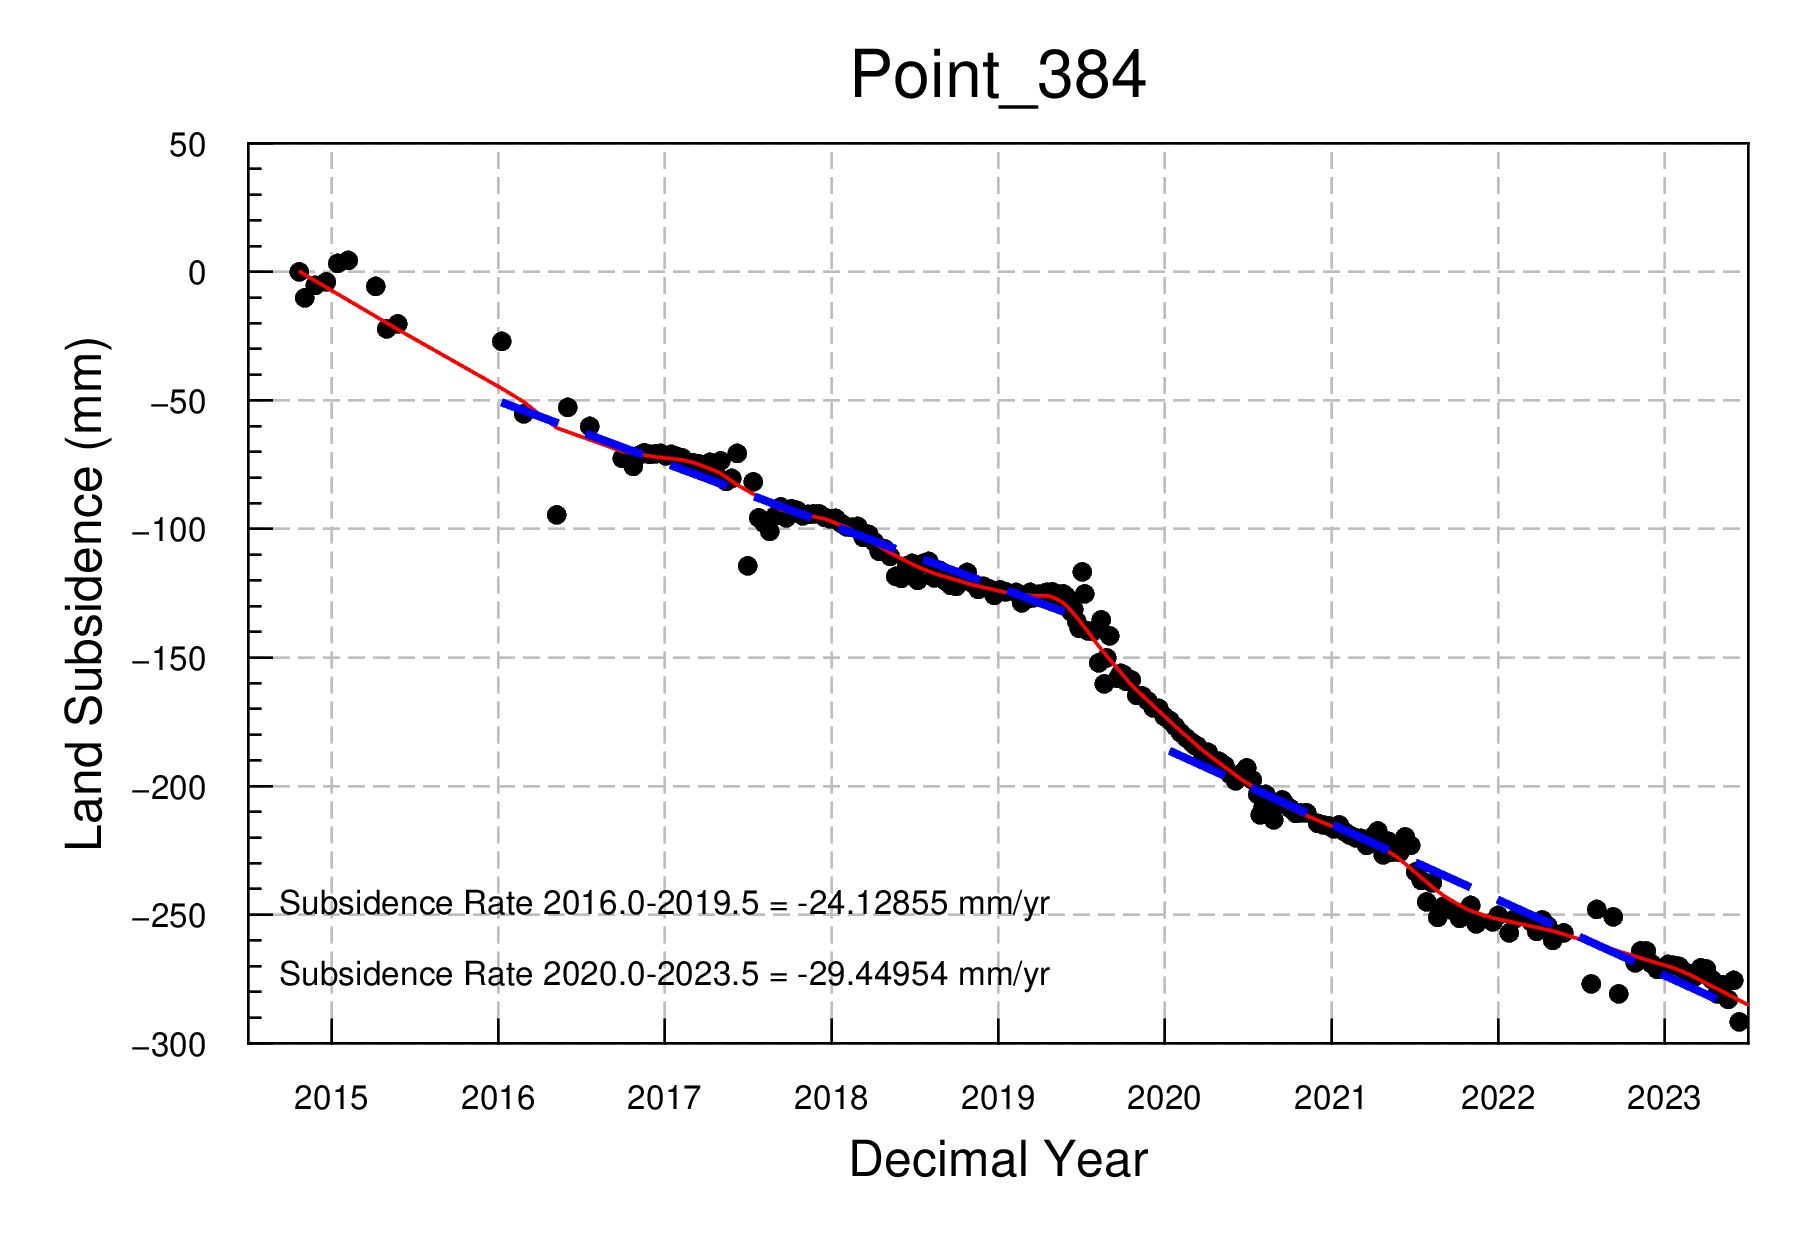 Point_384
50
0
−50
−100
−150
−200
−250
−300
Land Subsidence (mm)
Subsidence Rate 2016.0-2019.5 = -24.12855 mm/yr
Subsidence Rate 2020.0-2023.5 = -29.44954 mm/yr
2015 2016 2017 2018 2019 2020 2021 2022 2023
Decimal Year